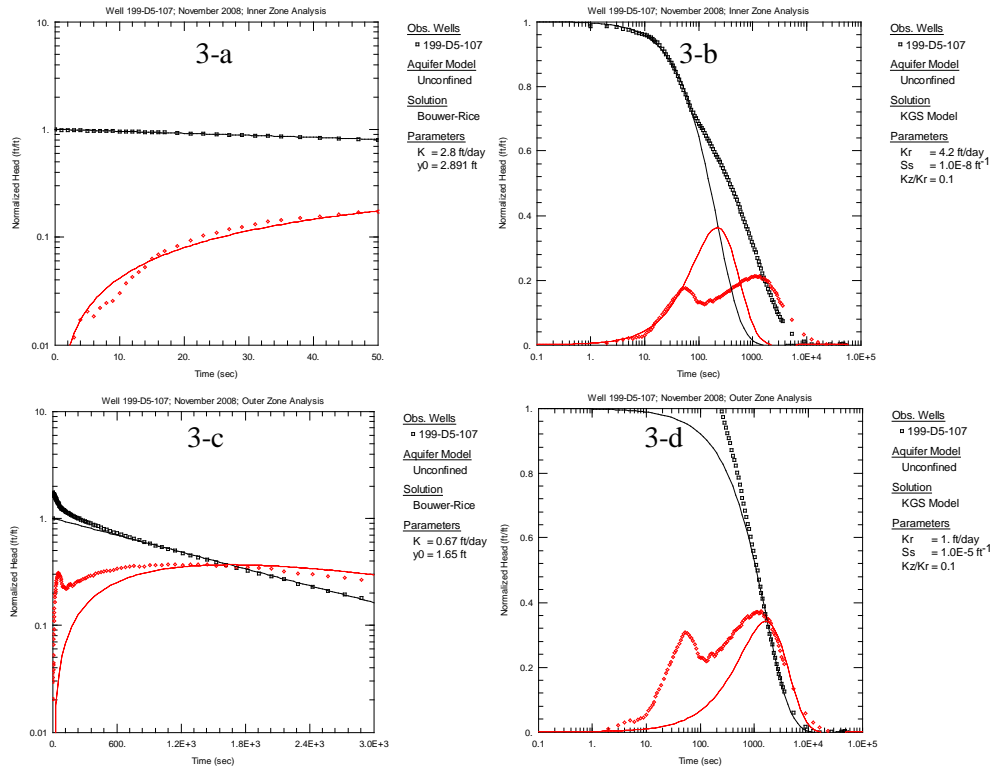 Well 199-D5-107; November 2008; Inner Zone Analysis
3-a
Normalized Head (ft/ft)
10.
1.0
0.1
0.01
0. 10. 20. 30. 40. 50.
Time (sec)
Obs. Wells
199-D5-107
Aquifer Model
Unconfined
Solution
Bouwer-Rice
Parameters
K = 2.8 ft/day
y0 = 2.891 ft
Well 199-D5-107; November 2008; Inner Zone Analysis
3-b
Normalized Head (ft/ft)
1.
0.8
0.6
0.4
0.2
0.
0.1 1. 10. 100. 1000. 1.0E+4 1.0E+5
Time (sec)
Obs. Wells
199-D5-107
Aquifer Model
Unconfined
Solution
KGS Model
Parameters
Kr = 4.2 ft/day
Ss = 1.0E-8 ft⁻¹
Kz/Kr = 0.1
Well 199-D5-107; November 2008; Outer Zone Analysis
3-c
Normalized Head (ft/ft)
10.
1.0
0.1
0.01
0. 600. 1.2E+3 1.8E+3 2.4E+3 3.0E+3
Time (sec)
Obs. Wells
199-D5-107
Aquifer Model
Unconfined
Solution
Bouwer-Rice
Parameters
K = 0.67 ft/day
y0 = 1.65 ft
Well 199-D5-107; November 2008; Outer Zone Analysis
3-d
Normalized Head (ft/ft)
1.
0.8
0.6
0.4
0.2
0.
0.1 1. 10. 100. 1000. 1.0E+4 1.0E+5
Time (sec)
Obs. Wells
199-D5-107
Aquifer Model
Unconfined
Solution
KGS Model
Parameters
Kr = 1. ft/day
Ss = 1.0E-5 ft⁻¹
Kz/Kr = 0.1